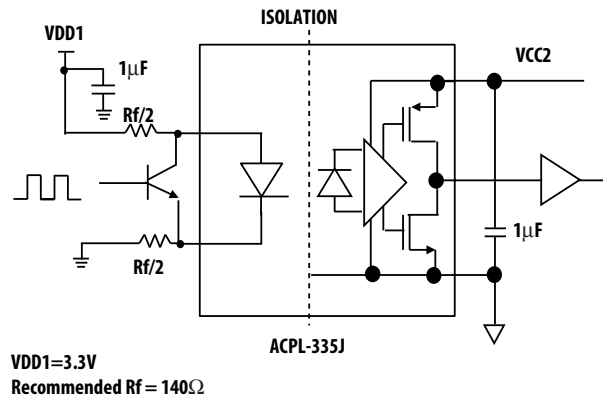 ISOLATION
VDD1
VCC2
1μF
Rf/2
1μF
Rf/2
ACPL-335J
VDD1=3.3V
Recommended Rf = 140Ω